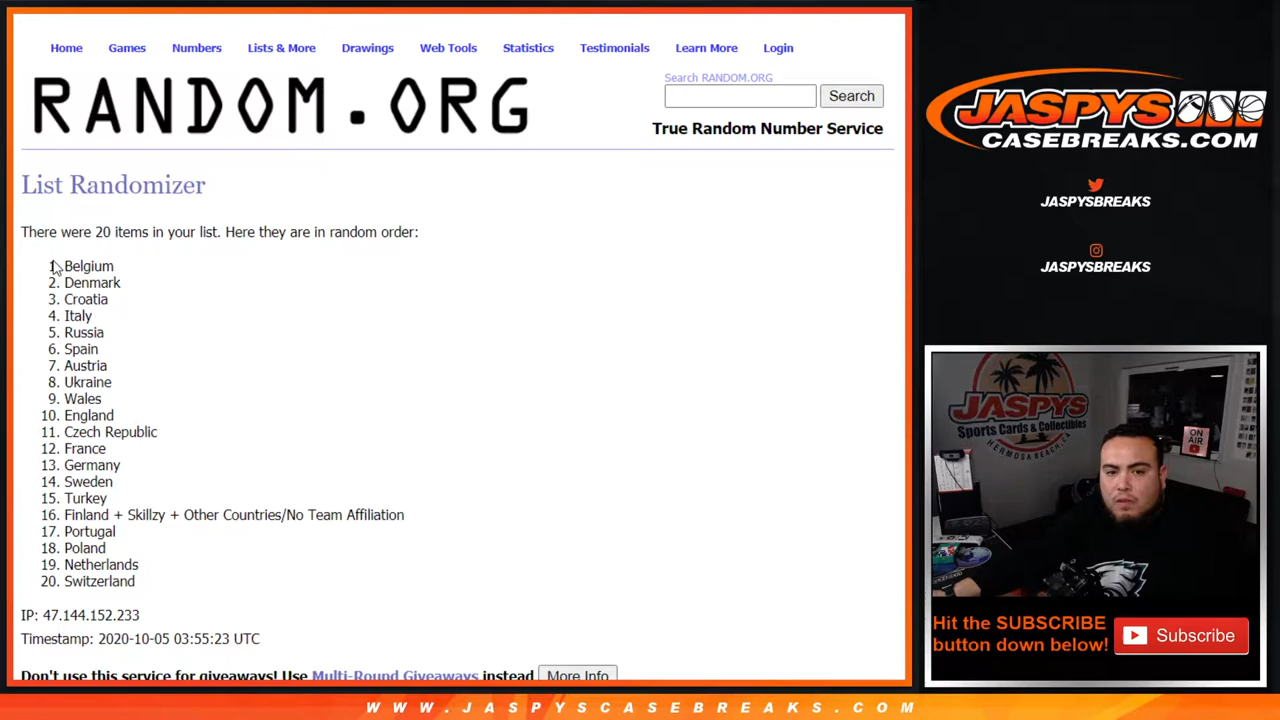 Home Games Numbers Lists & More Drawings Web Tools Statistics Testimonials Learn More Login
RANDOM.ORG
Search RANDOM.ORG
Search
True Random Number Service
List Randomizer
There were 20 items in your list. Here they are in random order:
1. Belgium
2. Denmark
3. Croatia
4. Italy
5. Russia
6. Spain
7. Austria
8. Ukraine
9. Wales
10. England
11. Czech Republic
12. France
13. Germany
14. Sweden
15. Turkey
16. Finland + Skillzy + Other Countries/No Team Affiliation
17. Portugal
18. Poland
19. Netherlands
20. Switzerland
IP: 47.144.152.233
Timestamp: 2020-10-05 03:55:23 UTC
Don't use this service for giveaways! Use Multi-Round Giveaways instead More Info
JASPYS
CASEBREAKS.COM
JASPYSBREAKS
JASPYSBREAKS
JASPYS
Sports Cards & Collectibles
HERMOSA BEACH, CA
ON AIR
Hit the SUBSCRIBE
button down below!
Subscribe
WWW.JASPYSCASEBREAKS.COM